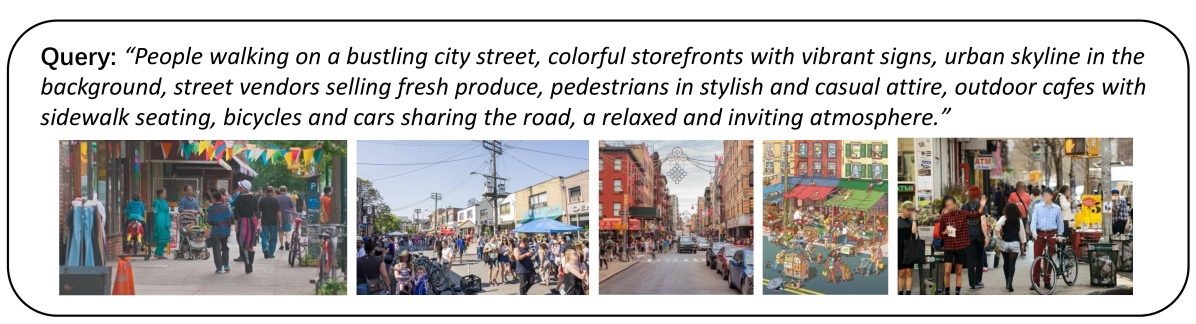 Query: “People walking on a bustling city street, colorful storefronts with vibrant signs, urban skyline in the
background, street vendors selling fresh produce, pedestrians in stylish and casual attire, outdoor cafes with
sidewalk seating, bicycles and cars sharing the road, a relaxed and inviting atmosphere.”
P
ATM
ATM